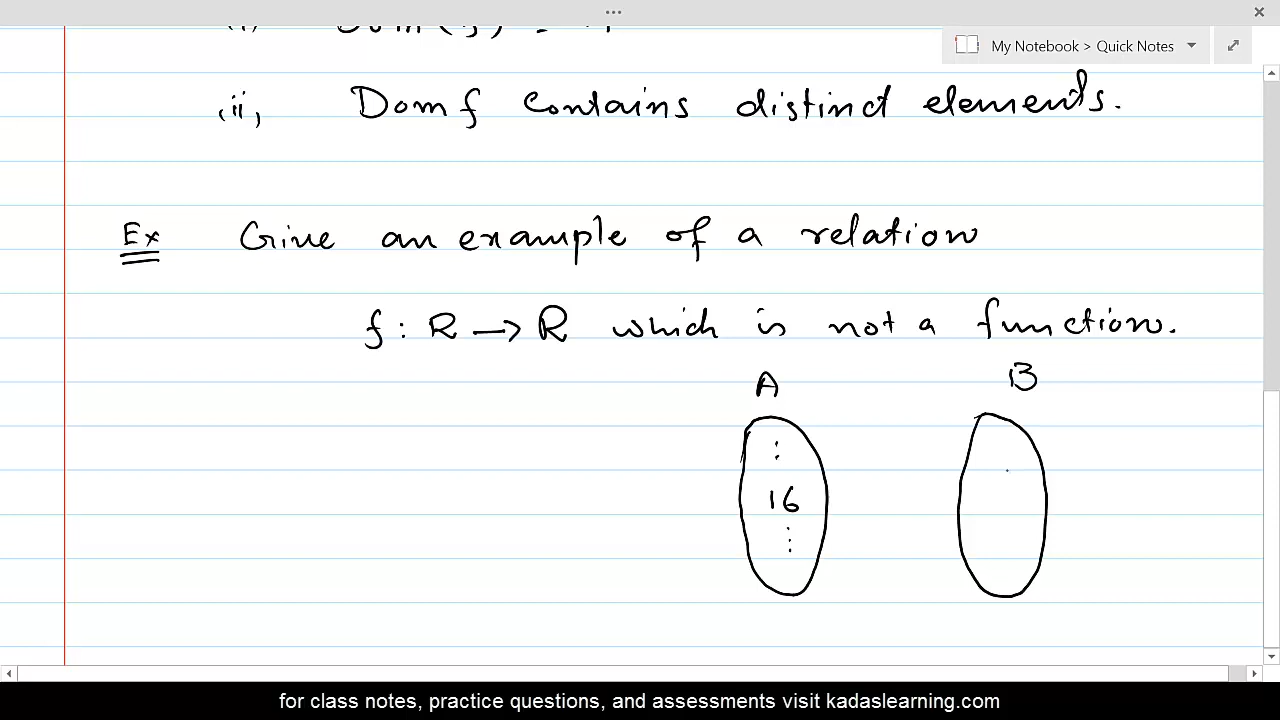 ...
My Notebook > Quick Notes
(ii) Dom f contains distinct elements.
Ex Give an example of a relation
f : R → R which is not a function.
A B
:
16
:
for class notes, practice questions, and assessments visit kadaslearning.com